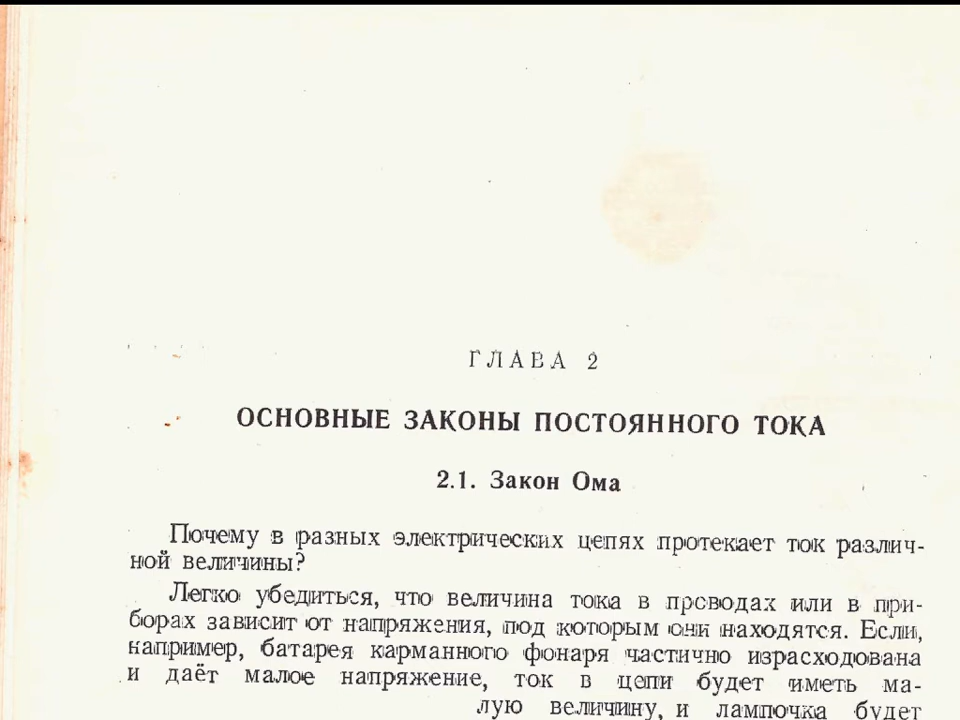 ГЛАВА 2
ОСНОВНЫЕ ЗАКОНЫ ПОСТОЯННОГО ТОКА
2.1. Закон Ома
Почему в разных электрических цепях протекает ток различ-
ной величины?
Легко убедиться, что величина тока в проводах или в при-
борах зависит от напряжения, под которым они находятся. Если,
например, батарея карманного фонаря частично израсходована
и даёт малое напряжение, ток в цепи будет иметь ма-
лую величину, и лампочка будет